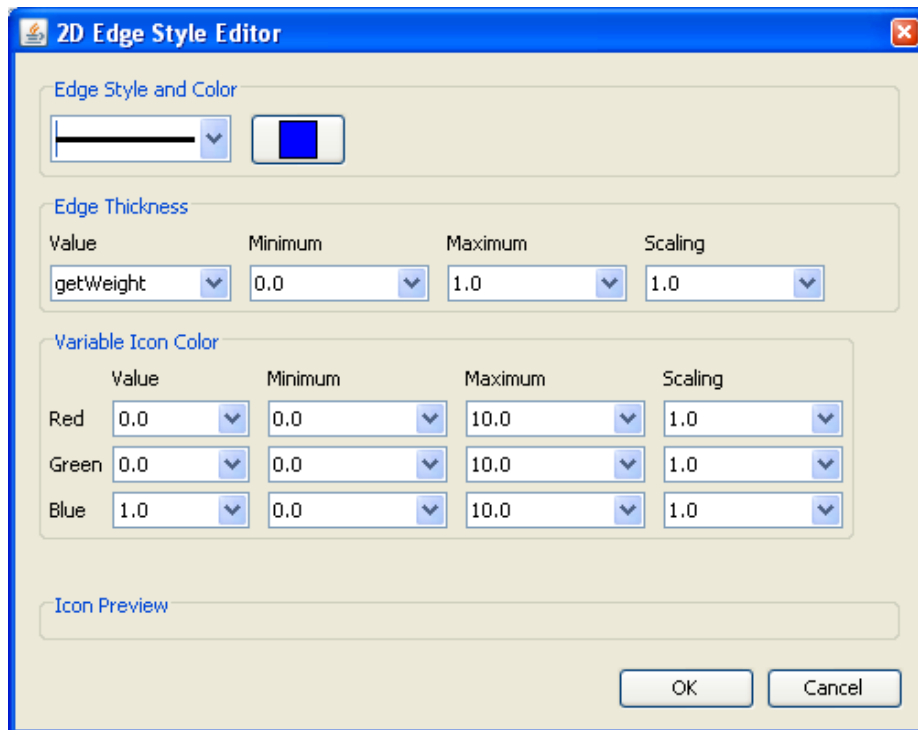 2D Edge Style Editor
Edge Style and Color
Edge Thickness
Value Minimum Maximum Scaling
getWeight 0.0 1.0 1.0
Variable Icon Color
Value Minimum Maximum Scaling
Red 0.0 0.0 10.0 1.0
Green 0.0 0.0 10.0 1.0
Blue 1.0 0.0 10.0 1.0
Icon Preview
OK Cancel